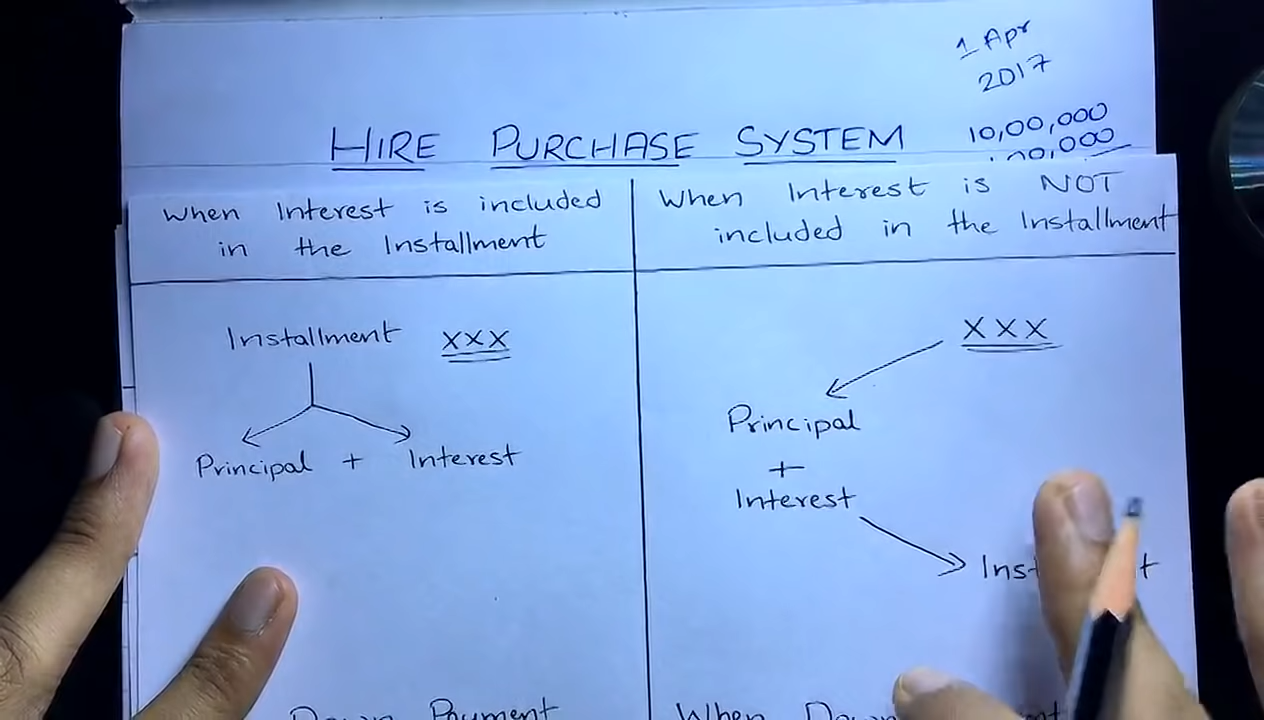 1 Apr
2017
10,00,000
HIRE PURCHASE SYSTEM
When Interest is included
in the Installment
When Interest is NOT
included in the Installment
Installment XXX
Principal + Interest
XXX
Principal
+
Interest
Down Payment
When